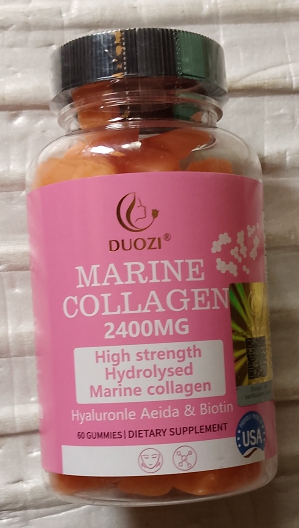 DUOZI®
MARINE
COLLAGEN
2400MG
High strength
Hydrolysed
Marine collagen
Hyaluronle Aeida & Biotin
60 GUMMIES | DIETARY SUPPLEMENT
USA